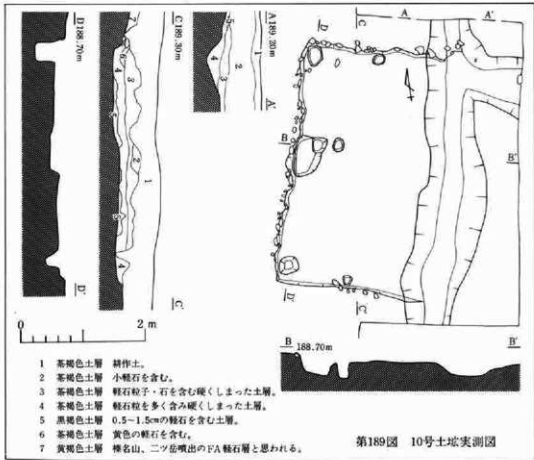 D188.70m
D'
C189.30m
C'
A189.20m
A'
D
C
A
A'
B
B'
D'
C'
B 188.70m
B'
0 2 m
1 茶褐色土層 耕作土。
2 茶褐色土層 小軽石を含む。
3 茶褐色土層 軽石粒子・石を含む硬くしまった土層。
4 茶褐色土層 軽石粒を多く含み硬くしまった土層。
5 黒褐色土層 0.5~1.5cmの軽石を含む土層。
6 茶褐色土層 黄色の軽石を含む。
7 黄褐色土層 榛名山、二ツ岳噴出のFA軽石層と思われる。
第189図 10号土坑実測図